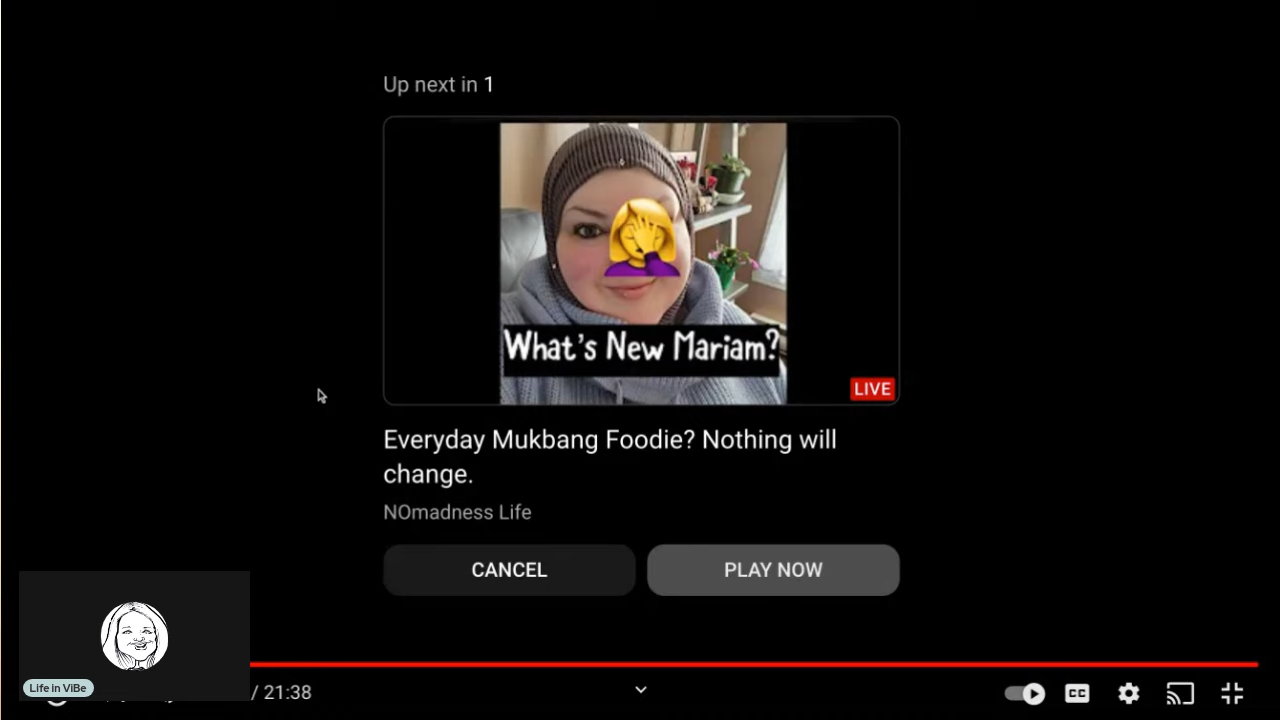 Up next in 1
What's New Mariam?
LIVE
Everyday Mukbang Foodie? Nothing will
change.
NOmadness Life
CANCEL
PLAY NOW
Life in ViBe
/ 21:38
CC